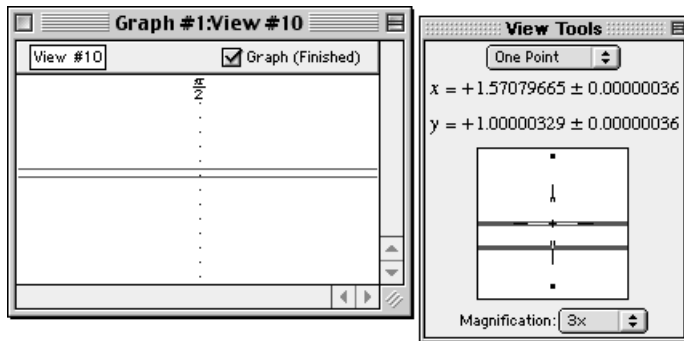 Graph #1:View #10
View #10
Graph (Finished)
π
2
View Tools
One Point
x = +1.57079665 ± 0.00000036
y = +1.00000329 ± 0.00000036
Magnification: 3x